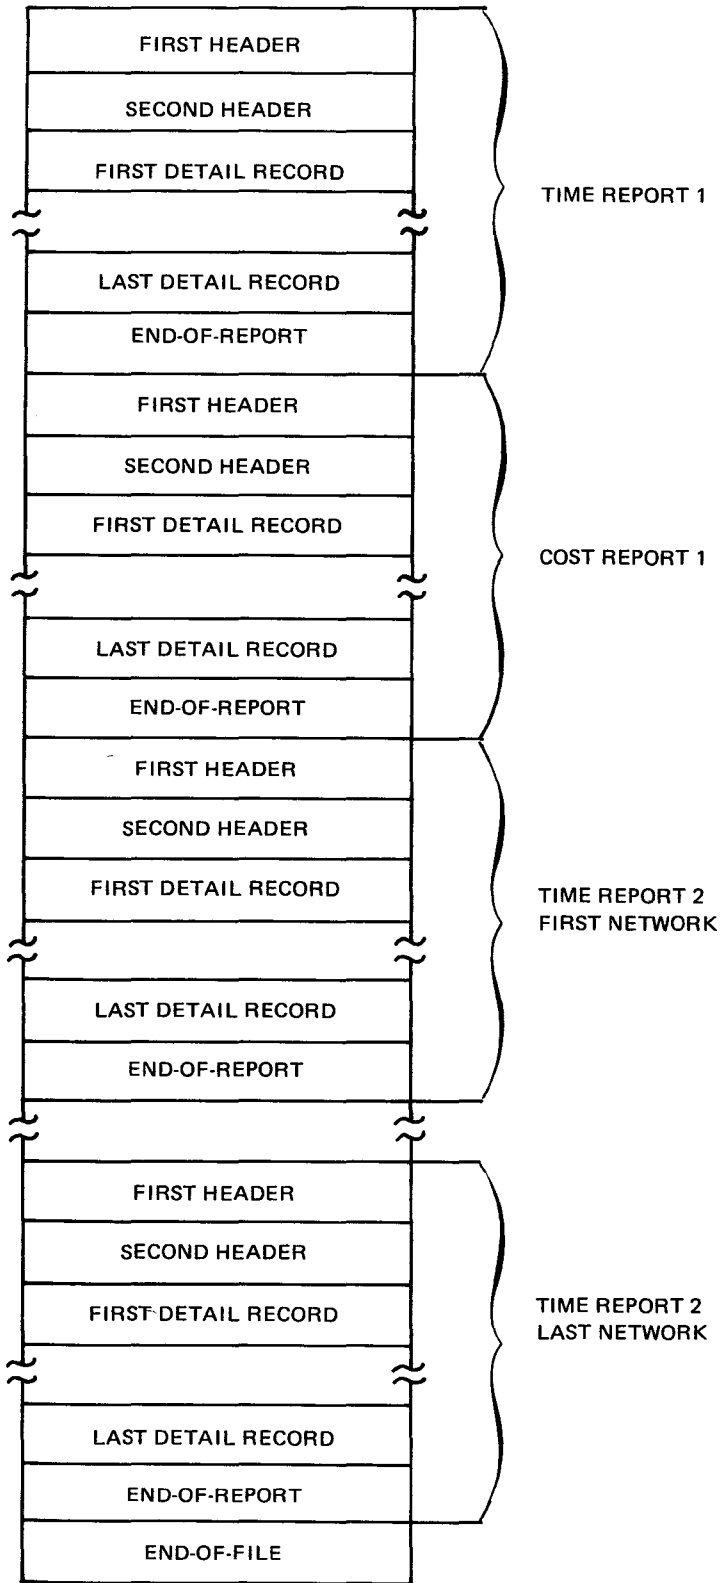 FIRST HEADER
SECOND HEADER
FIRST DETAIL RECORD
TIME REPORT 1
LAST DETAIL RECORD
END-OF-REPORT
FIRST HEADER
SECOND HEADER
FIRST DETAIL RECORD
COST REPORT 1
LAST DETAIL RECORD
END-OF-REPORT
FIRST HEADER
SECOND HEADER
FIRST DETAIL RECORD
TIME REPORT 2
FIRST NETWORK
LAST DETAIL RECORD
END-OF-REPORT
FIRST HEADER
SECOND HEADER
FIRST DETAIL RECORD
TIME REPORT 2
LAST NETWORK
LAST DETAIL RECORD
END-OF-REPORT
END-OF-FILE